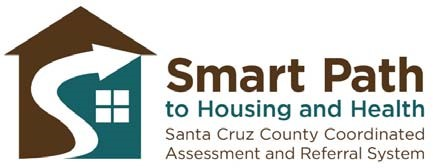 Smart Path
to Housing and Health
Santa Cruz County Coordinated
Assessment and Referral System